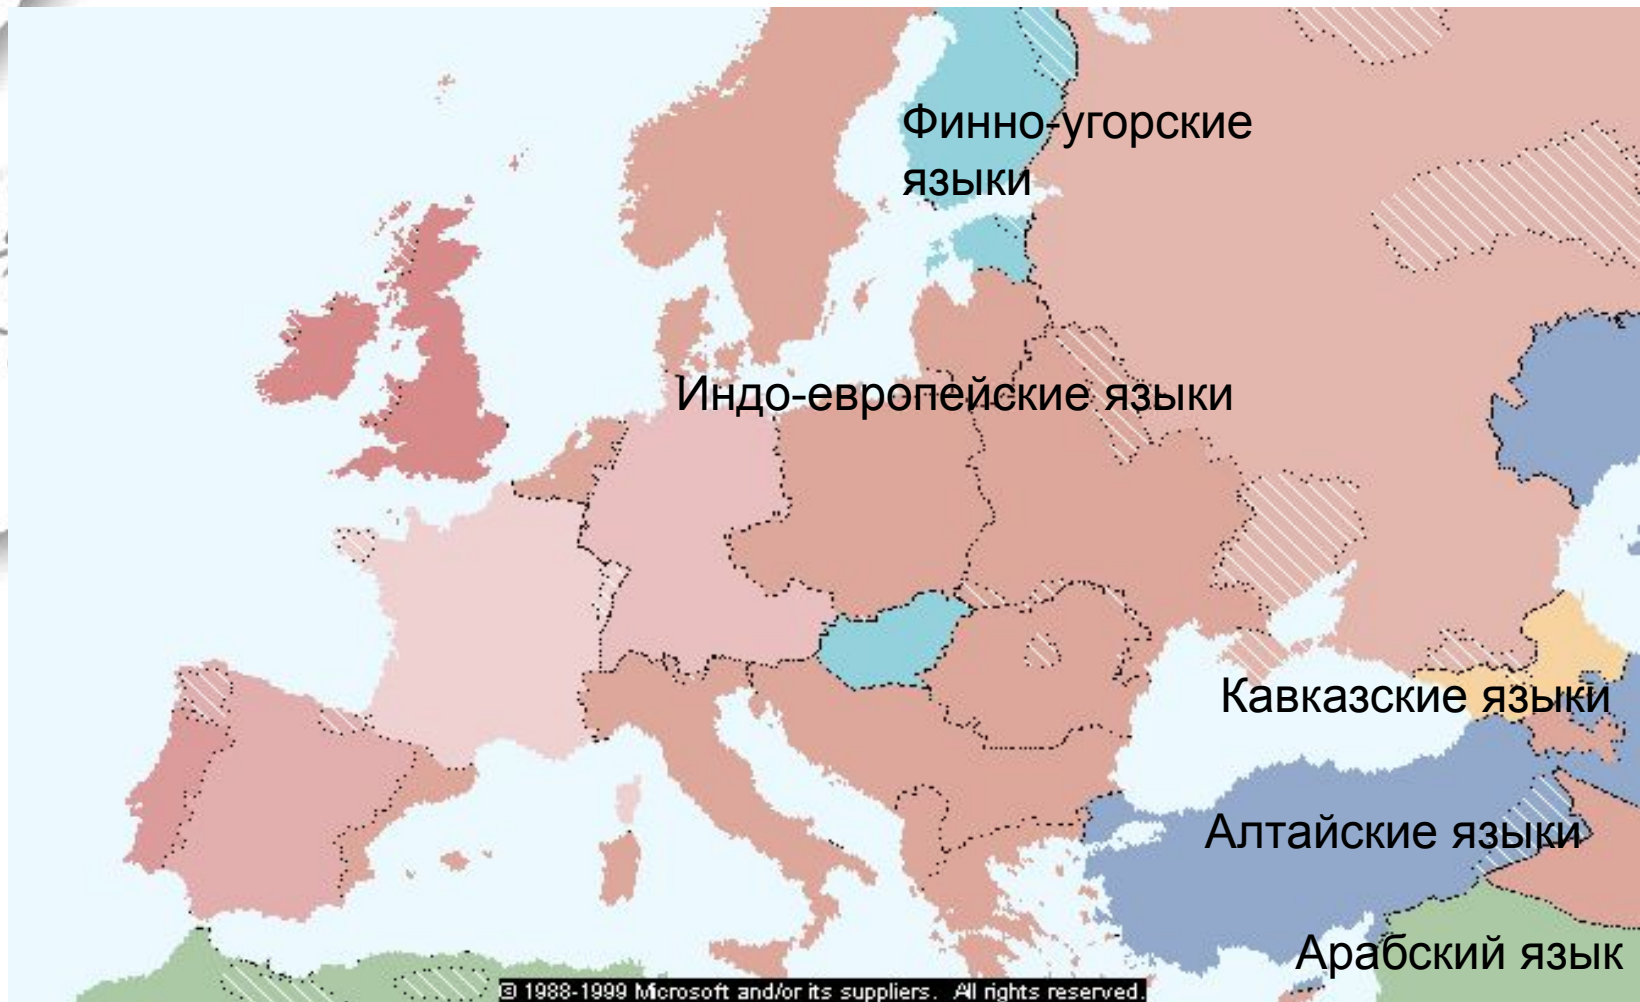 Финно-угорские
языки
Индо-европейские языки
Кавказские языки
Алтайские языки
Арабский язык
© 1988-1999 Microsoft and/or its suppliers. All rights reserved.